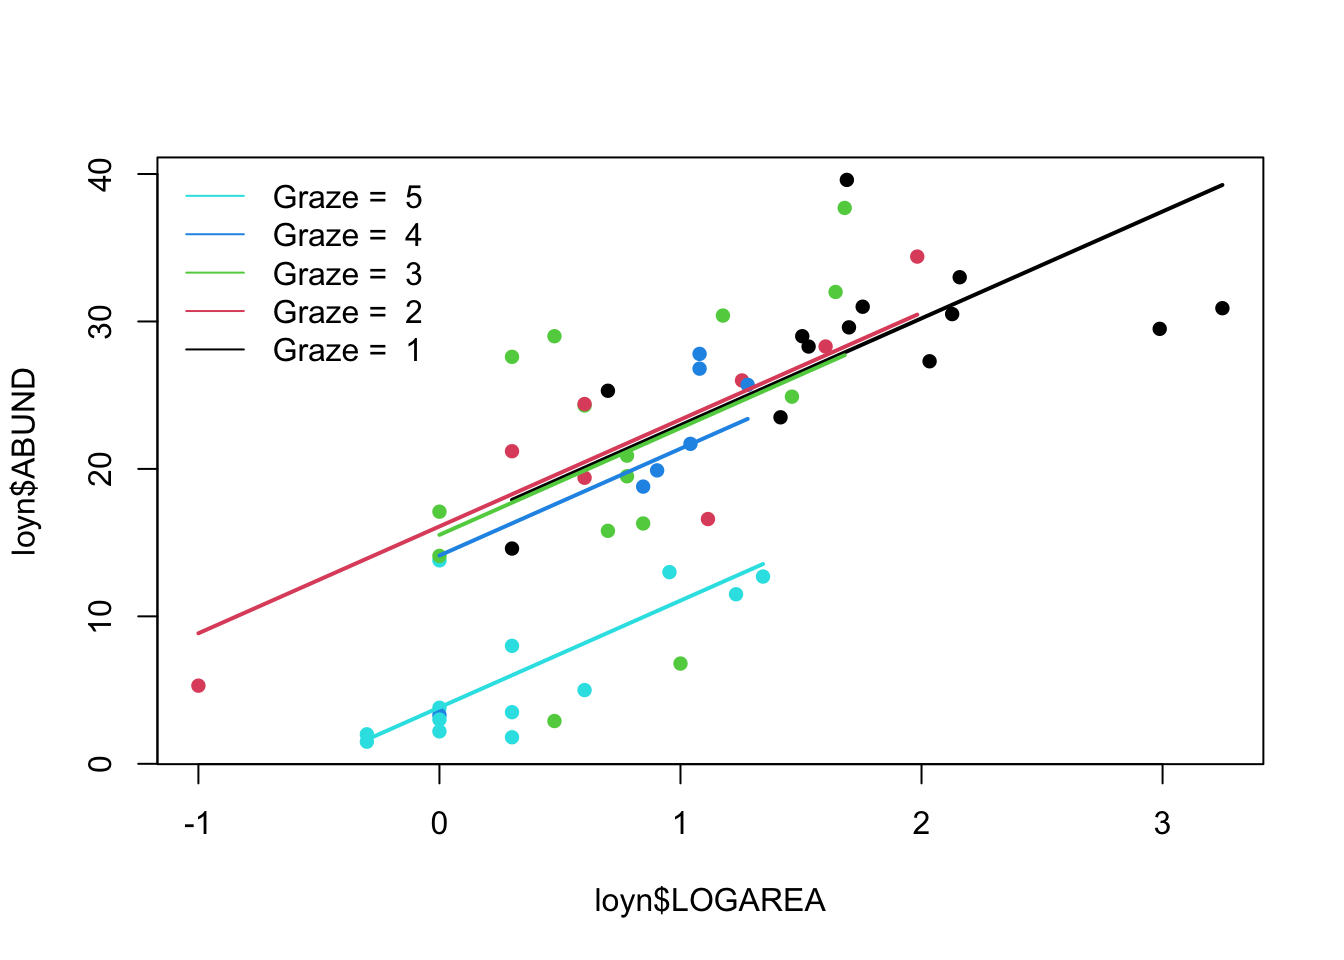 Graze =  5
Graze =  4
Graze =  3
Graze =  2
Graze =  1
40
30
20
10
0
loyn$ABUND
-1 0 1 2 3
loyn$LOGAREA